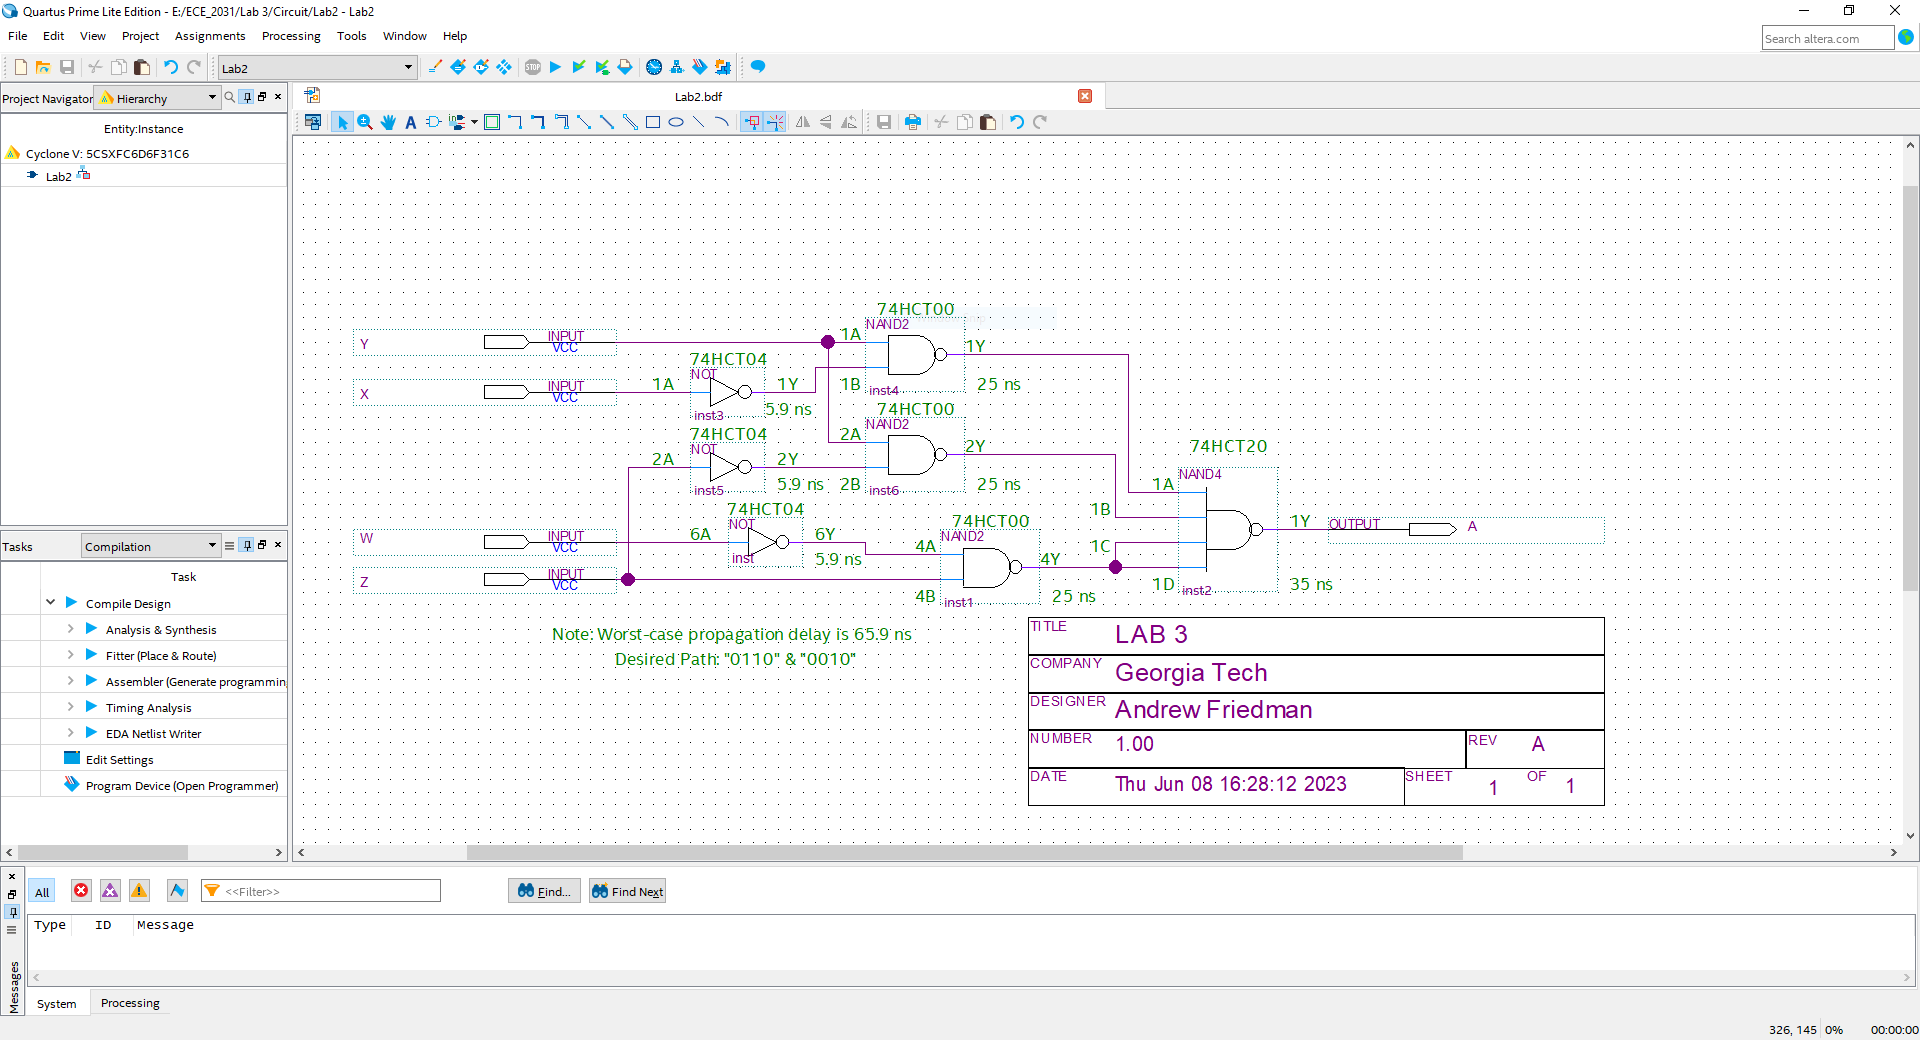 Quartus Prime Lite Edition - E:/ECE_2031/Lab 3/Circuit/Lab2 - Lab2
File Edit View Project Assignments Processing Tools Window Help
Search altera.com
Lab2
STOP
Project Navigator Hierarchy
Lab2.bdf
Entity:Instance
Cyclone V: 5CSXFC6D6F31C6
Lab2
Tasks Compilation
Task
Compile Design
Analysis & Synthesis
Fitter (Place & Route)
Assembler (Generate programmin
Timing Analysis
EDA Netlist Writer
Edit Settings
Program Device (Open Programmer)
74HCT00
NAND2
Y INPUT VCC 1A 1Y
74HCT04
NOT
X INPUT VCC 1A 1Y 1B inst4 25 ns
inst3 5.9 ns
74HCT00
NAND2
74HCT04
NOT
2A 2Y
2A 2Y
inst5 5.9 ns 2B inst6 25 ns
74HCT20
NAND4
1A
1B
74HCT04
NOT
74HCT00
NAND2
W INPUT VCC 6A 6Y
inst 5.9 ns
4A 4Y
1C
1Y OUTPUT A
Z INPUT VCC
4B inst1 25 ns
1D inst2 35 ns
Note: Worst-case propagation delay is 65.9 ns
Desired Path: "0110" & "0010"
TITLE LAB 3
COMPANY Georgia Tech
DESIGNER Andrew Friedman
NUMBER 1.00 REV A
DATE Thu Jun 08 16:28:12 2023 SHEET 1 OF 1
All <<Filter>> Find... Find Next
Type ID Message
Messages
System Processing
326, 145 0% 00:00:00